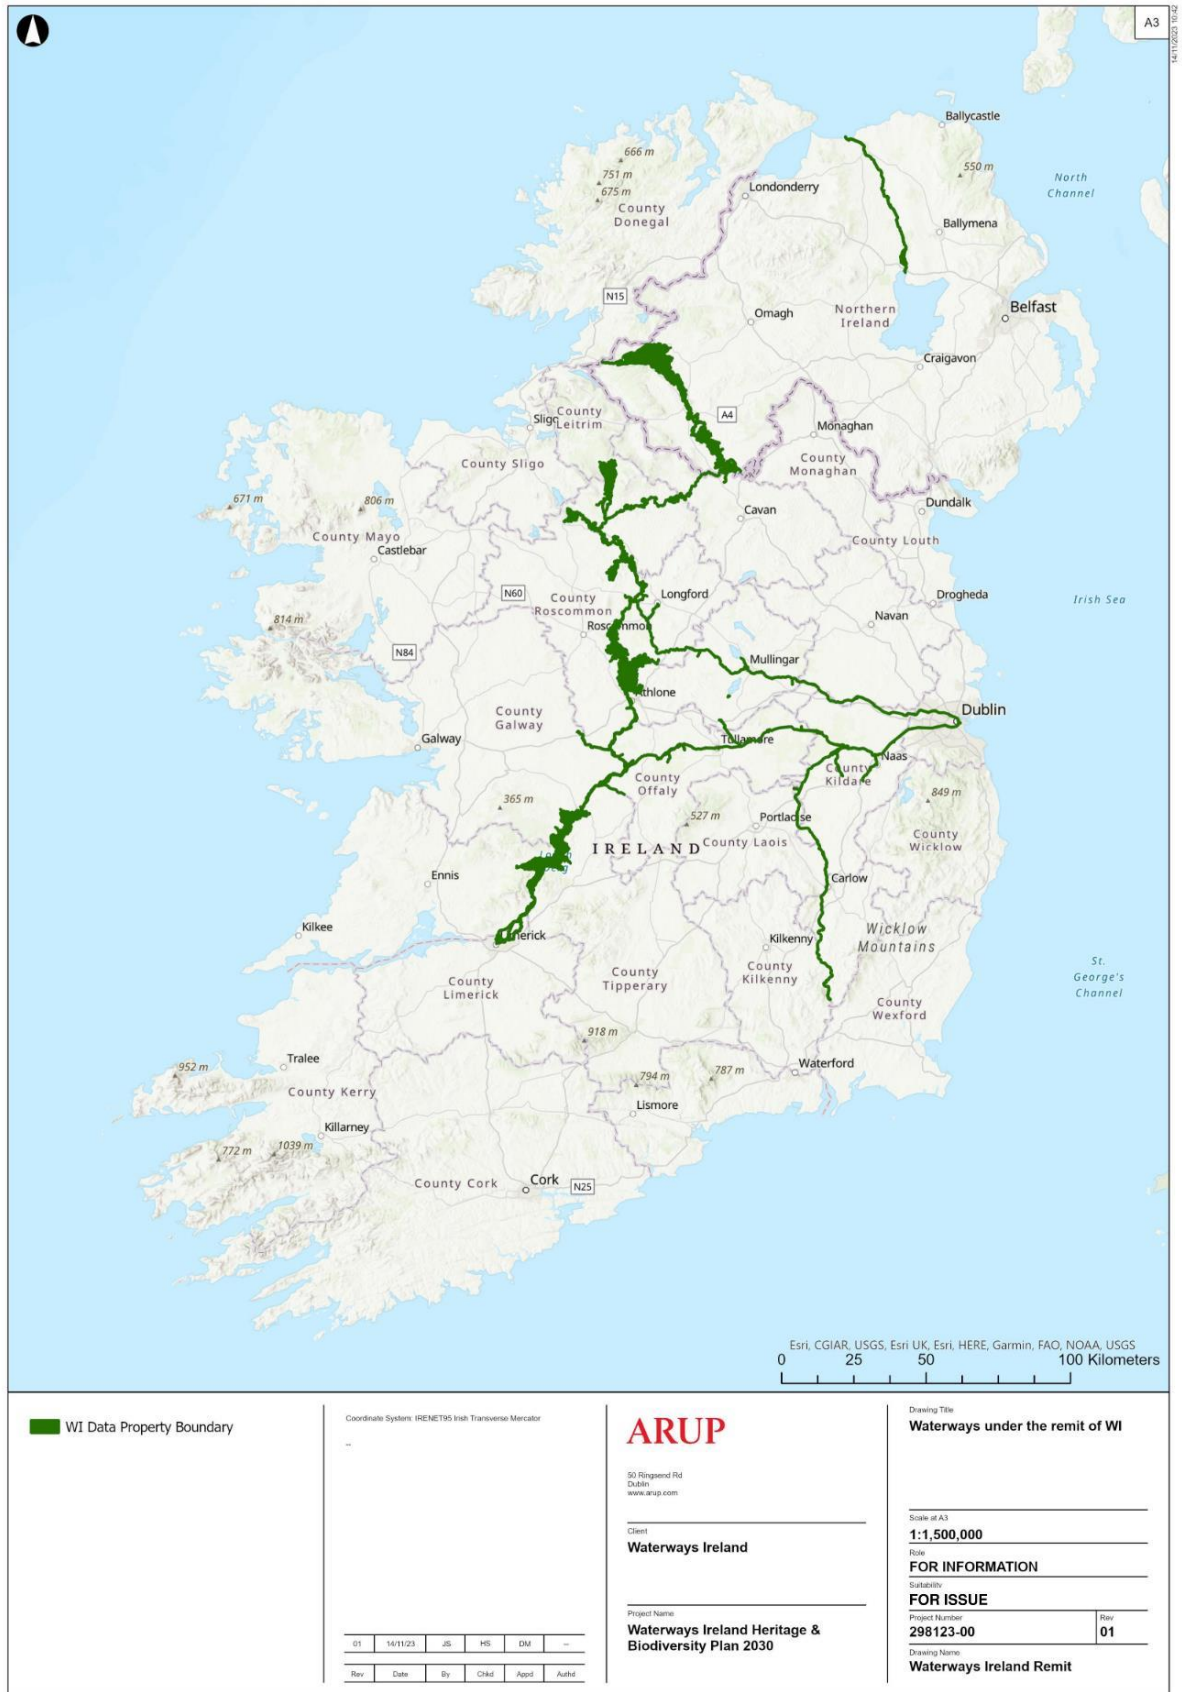 A3
14/11/2023 10:42
Ballycastle
666 m
751 m
675 m
550 m
North
Channel
Londonderry
County
Donegal
Ballymena
N15
Omagh
Northern
Ireland
Belfast
Craigavon
A4
Sligo
County
Leitrim
Monaghan
County
Monaghan
County Sligo
671 m
806 m
Dundalk
Cavan
County Mayo
County Louth
Castlebar
N60
County
Roscommon
Longford
Drogheda
Irish Sea
814 m
Roscommon
Navan
N84
Mullingar
Athlone
County
Galway
Dublin
Galway
Tullamore
Naas
County
Kildare
County
Offaly
365 m
849 m
527 m
Portlaoise
County
Wicklow
IRELAND
County Laois
Lough
Derg
Ennis
Carlow
Kilkee
Limerick
Kilkenny
Wicklow
Mountains
County
Limerick
County
Tipperary
County
Kilkenny
St.
George's
Channel
County
Wexford
918 m
Tralee
Waterford
952 m
794 m
787 m
County Kerry
Lismore
Killarney
772 m
1039 m
County Cork
Cork
N25
Esri, CGIAR, USGS, Esri UK, Esri, HERE, Garmin, FAO, NOAA, USGS
0 25 50 100 Kilometers
WI Data Property Boundary
Coordinate System: IRENET95 Irish Transverse Mercator
--
01 14/11/23 JS HS DM --
Rev Date By Chkd Appd Authd
ARUP
50 Ringsend Rd
Dublin
www.arup.com
Client
Waterways Ireland
Project Name
Waterways Ireland Heritage &
Biodiversity Plan 2030
Drawing Title
Waterways under the remit of WI
Scale at A3
1:1,500,000
Role
FOR INFORMATION
Suitability
FOR ISSUE
Project Number Rev
298123-00 01
Drawing Name
Waterways Ireland Remit